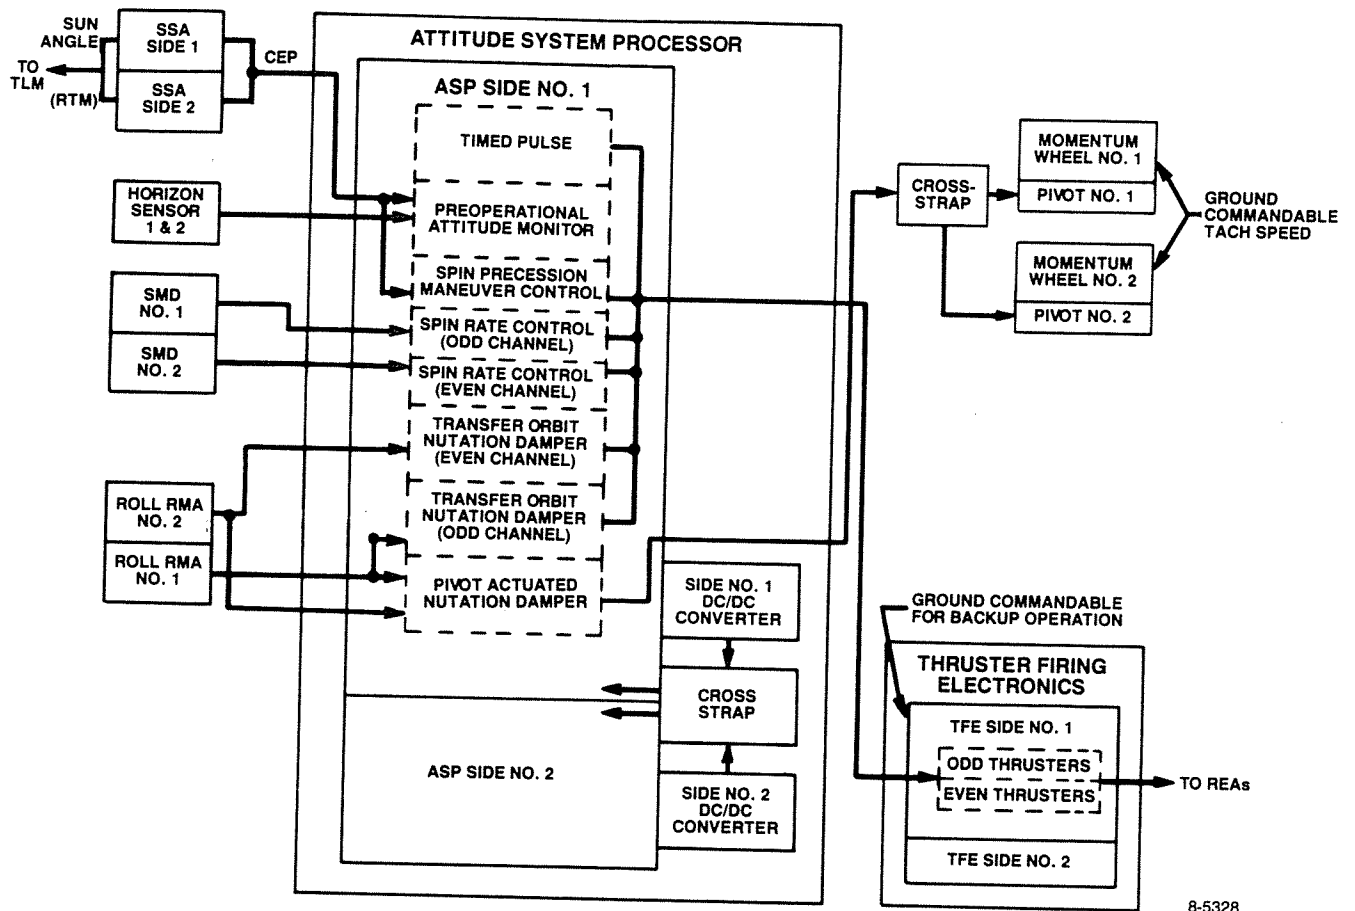 SUN
ANGLE
TO
TLM
(RTM)
SSA
SIDE 1
SSA
SIDE 2
CEP
HORIZON
SENSOR
1 & 2
SMD
NO. 1
SMD
NO. 2
ROLL RMA
NO. 2
ROLL RMA
NO. 1
ATTITUDE SYSTEM PROCESSOR
ASP SIDE NO. 1
TIMED PULSE
PREOPERATIONAL
ATTITUDE MONITOR
SPIN PRECESSION
MANEUVER CONTROL
SPIN RATE CONTROL
(ODD CHANNEL)
SPIN RATE CONTROL
(EVEN CHANNEL)
TRANSFER ORBIT
NUTATION DAMPER
(EVEN CHANNEL)
TRANSFER ORBIT
NUTATION DAMPER
(ODD CHANNEL)
PIVOT ACTUATED
NUTATION DAMPER
SIDE NO. 1
DC/DC
CONVERTER
CROSS
STRAP
SIDE NO. 2
DC/DC
CONVERTER
ASP SIDE NO. 2
CROSS-
STRAP
MOMENTUM
WHEEL NO. 1
PIVOT NO. 1
MOMENTUM
WHEEL NO. 2
PIVOT NO. 2
GROUND
COMMANDABLE
TACH SPEED
GROUND COMMANDABLE
FOR BACKUP OPERATION
THRUSTER FIRING
ELECTRONICS
TFE SIDE NO. 1
ODD THRUSTERS
EVEN THRUSTERS
TFE SIDE NO. 2
TO REAs
8-5328